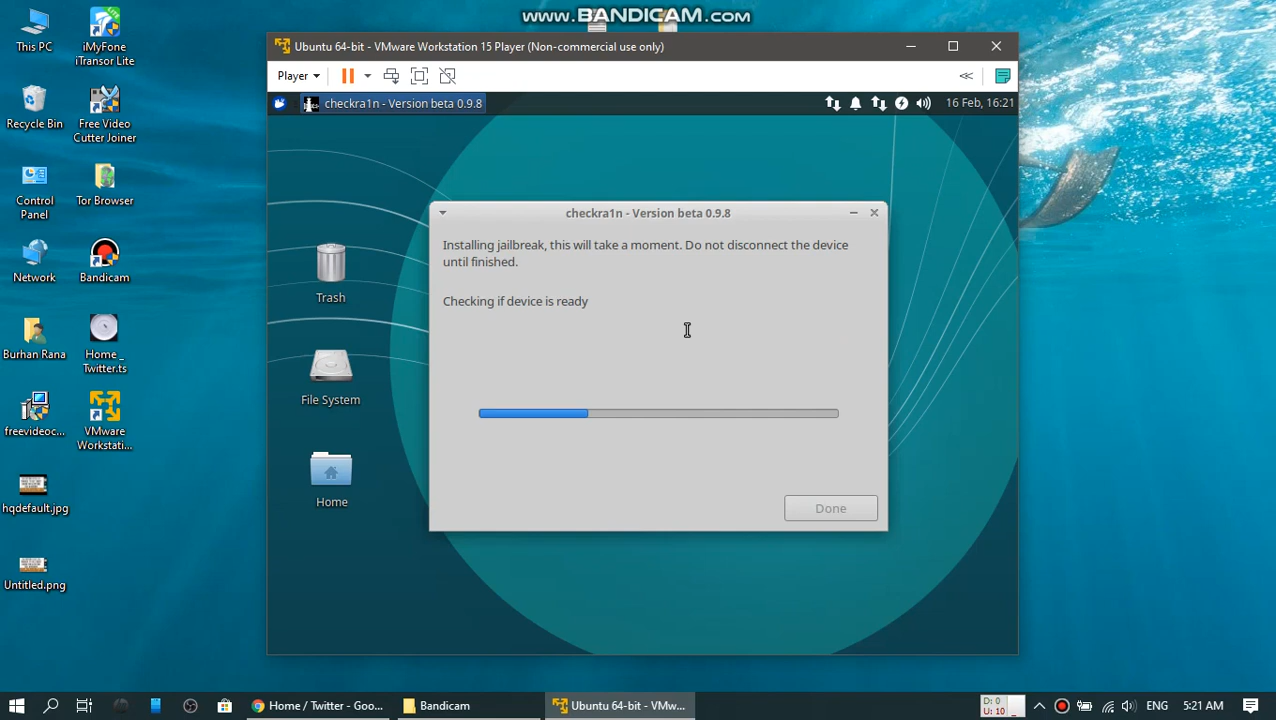 www.BANDICAM.com
This PC
iMyFone
iTransor Lite
Recycle Bin
Free Video
Cutter Joiner
Control
Panel
Tor Browser
Network
Bandicam
Burhan Rana
Home _
Twitter.ts
freevideoc...
VMware
Workstati...
hqdefault.jpg
Untitled.png
Ubuntu 64-bit - VMware Workstation 15 Player (Non-commercial use only)
Player
checkra1n - Version beta 0.9.8
16 Feb, 16:21
Trash
File System
Home
checkra1n - Version beta 0.9.8
Installing jailbreak, this will take a moment. Do not disconnect the device
until finished.
Checking if device is ready
Done
Home / Twitter - Goo...
Bandicam
Ubuntu 64-bit - VMw...
D: 0
U: 10
ENG
5:21 AM